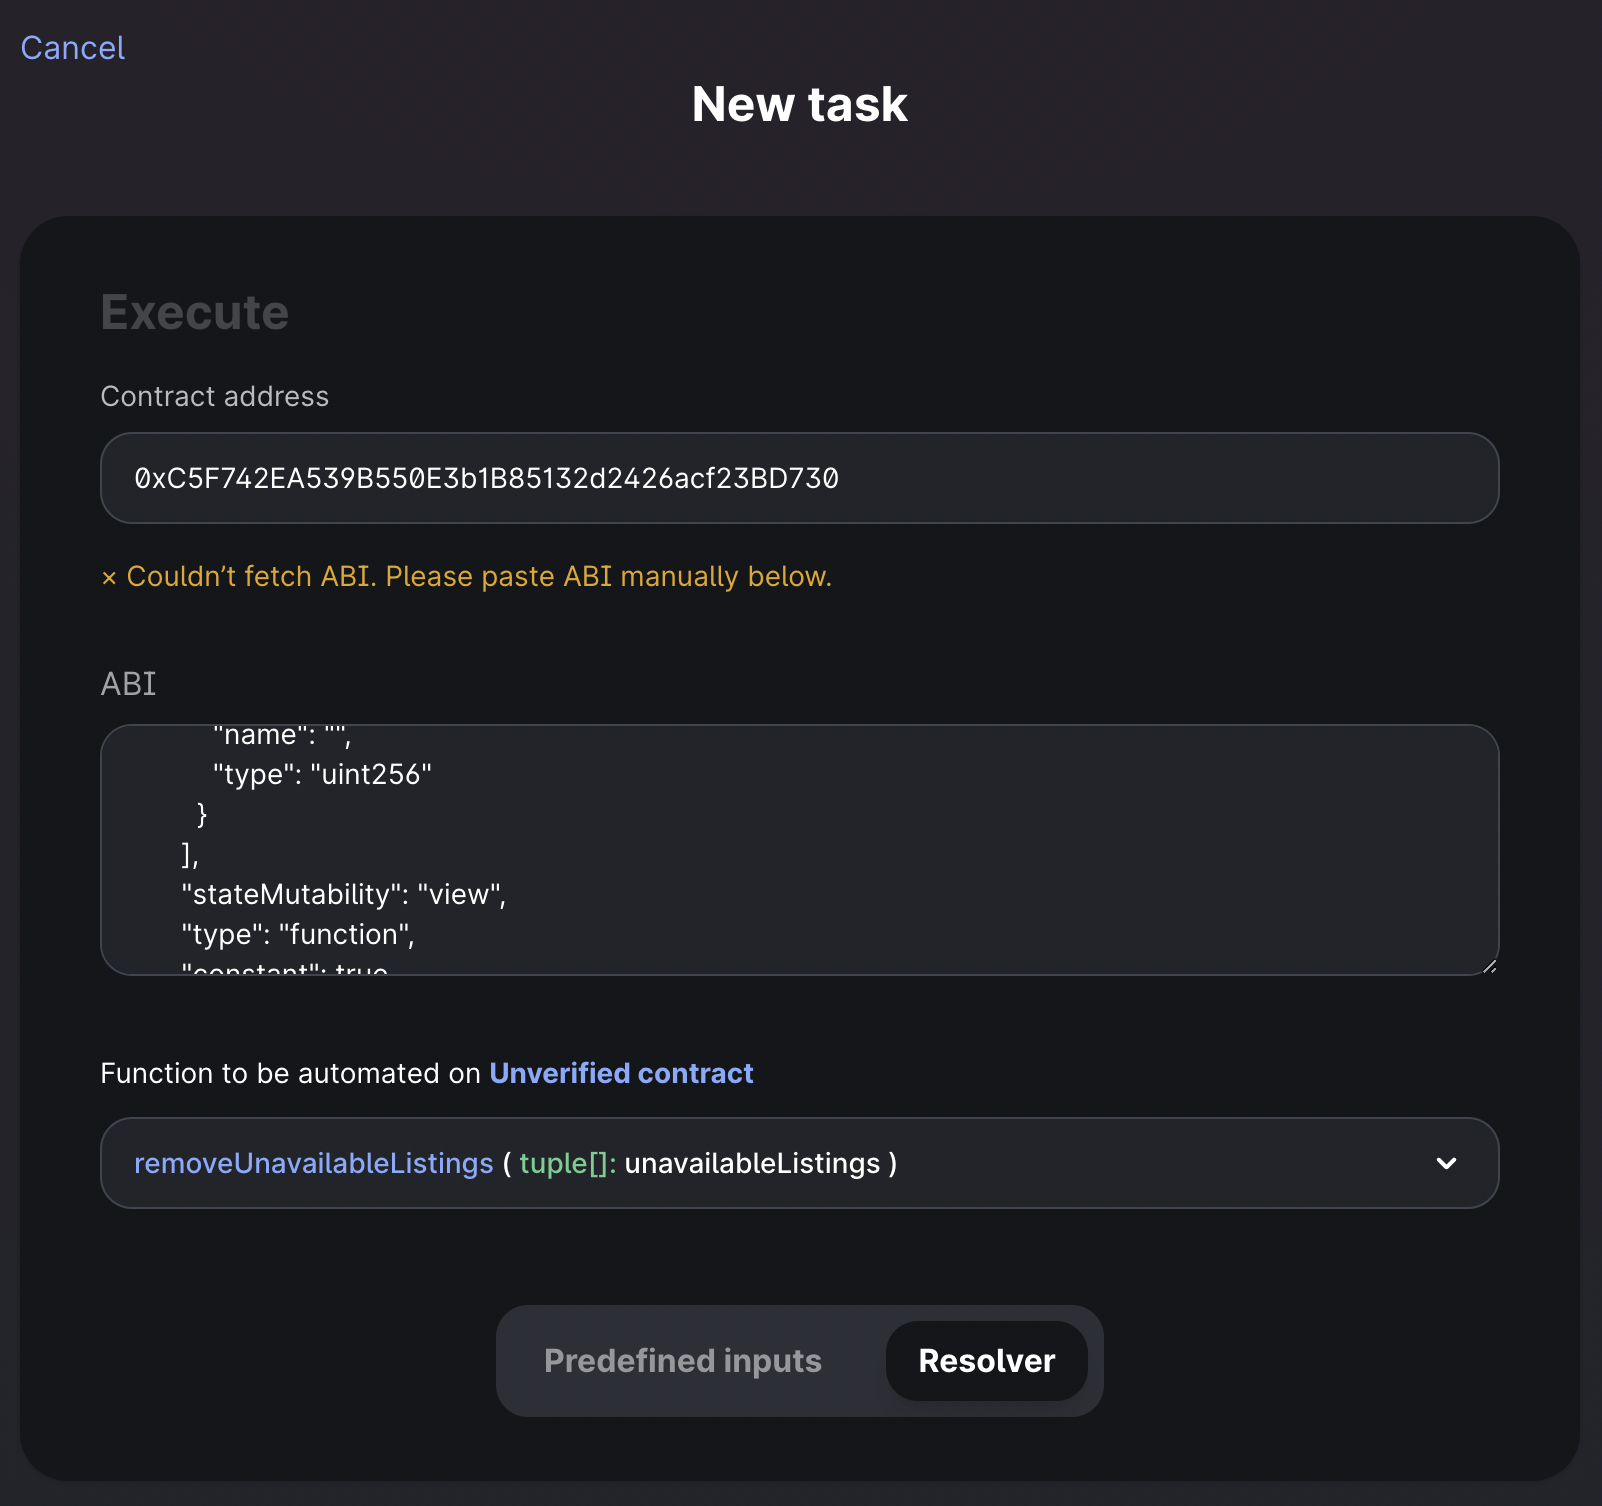 Cancel
New task
Execute
Contract address
0xC5F742EA539B550E3b1B85132d2426acf23BD730
× Couldn’t fetch ABI. Please paste ABI manually below.
ABI
"name": "",
"type": "uint256"
}
],
"stateMutability": "view",
"type": "function",
"constant": true
Function to be automated on Unverified contract
removeUnavailableListings ( tuple[]: unavailableListings )
Predefined inputs
Resolver